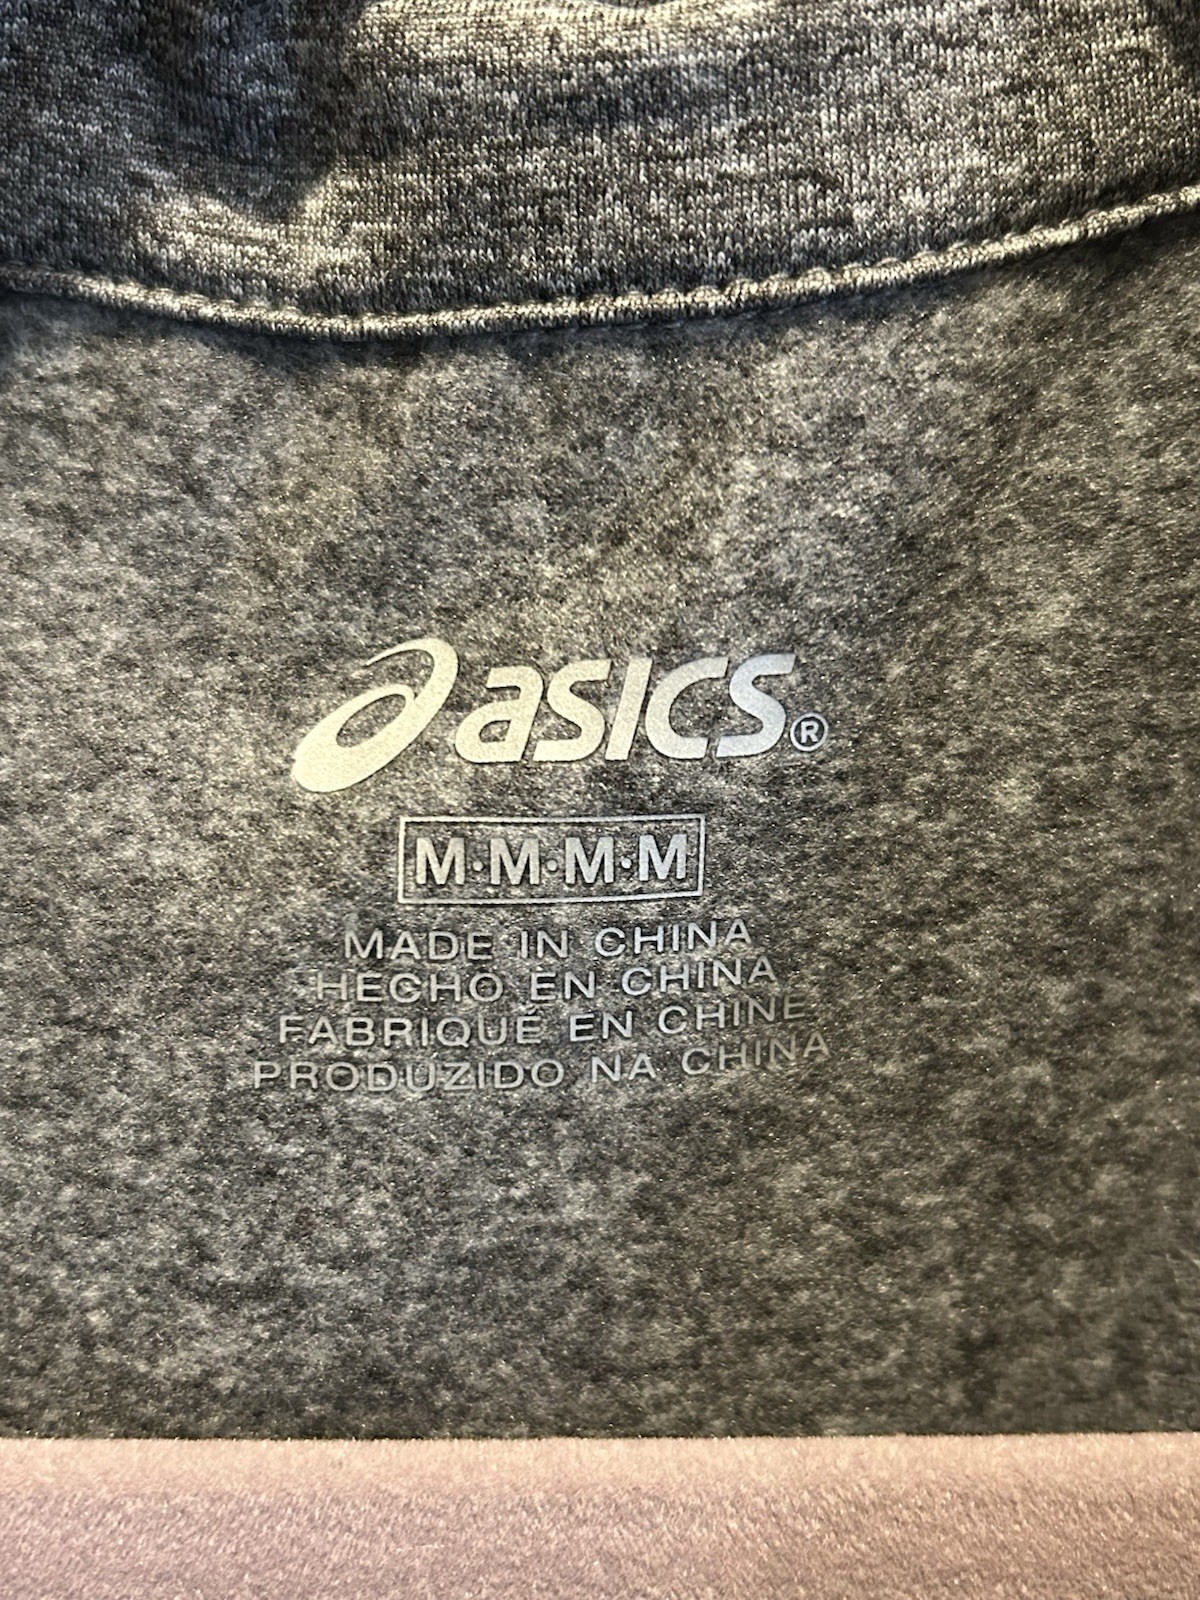 asics®
M·M·M·M
MADE IN CHINA
HECHO EN CHINA
FABRIQUÉ EN CHINE
PRODUZIDO NA CHINA